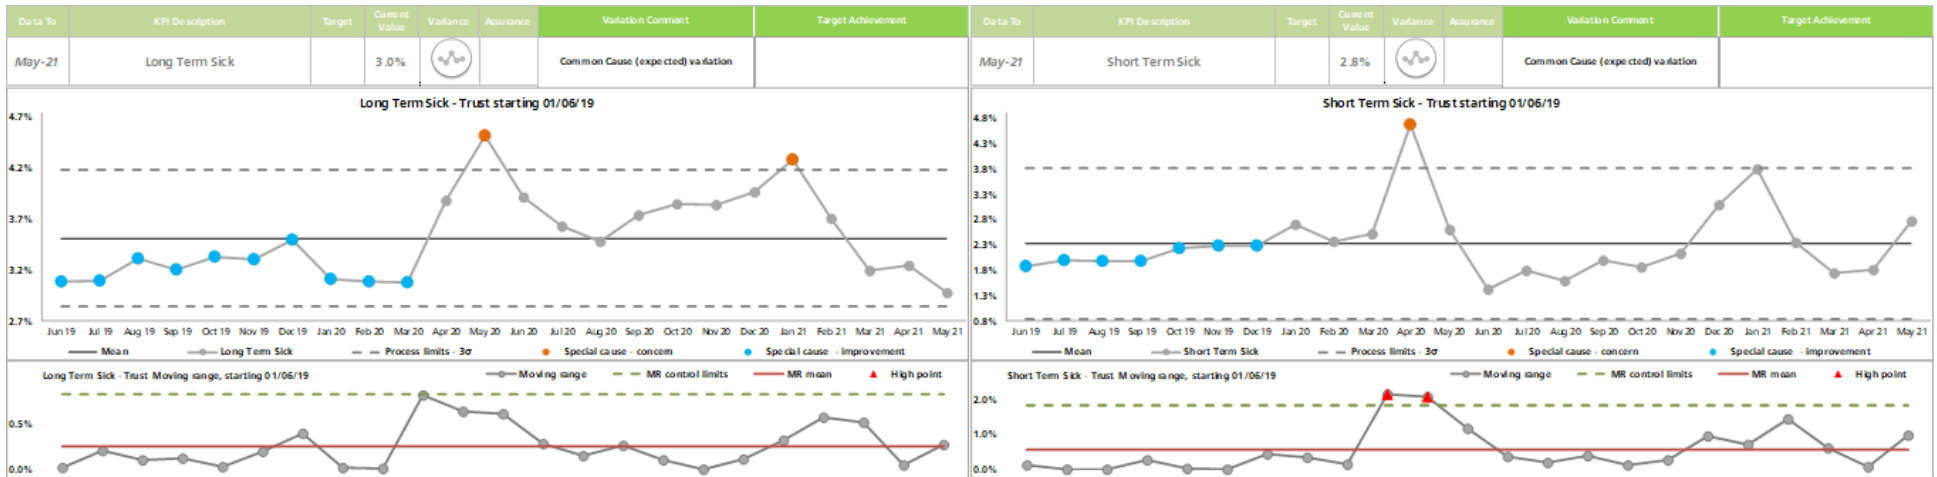 Data To KPI Description Target Current Value Variance Assurance Variation Comment Target Achievement
May-21 Long Term Sick 3.0% Common Cause (expected) variation
Long Term Sick - Trust starting 01/06/19
4.7%
4.2%
3.7%
3.2%
2.7%
Jun 19 Jul 19 Aug 19 Sep 19 Oct 19 Nov 19 Dec 19 Jan 20 Feb 20 Mar 20 Apr 20 May 20 Jun 20 Jul 20 Aug 20 Sep 20 Oct 20 Nov 20 Dec 20 Jan 21 Feb 21 Mar 21 Apr 21 May 21
Mean Long Term Sick Process limits - 3σ Special cause - concern Special cause - improvement
Long Term Sick - Trust Moving range, starting 01/06/19 Moving range MR control limits MR mean High point
0.5%
0.0%
Data To KPI Description Target Current Value Variance Assurance Variation Comment Target Achievement
May-21 Short Term Sick 2.8% Common Cause (expected) variation
Short Term Sick - Trust starting 01/06/19
4.8%
4.3%
3.8%
3.3%
2.8%
2.3%
1.8%
1.3%
0.8%
Jun 19 Jul 19 Aug 19 Sep 19 Oct 19 Nov 19 Dec 19 Jan 20 Feb 20 Mar 20 Apr 20 May 20 Jun 20 Jul 20 Aug 20 Sep 20 Oct 20 Nov 20 Dec 20 Jan 21 Feb 21 Mar 21 Apr 21 May 21
Mean Short Term Sick Process limits - 3σ Special cause - concern Special cause - improvement
Short Term Sick - Trust Moving range, starting 01/06/19 Moving range MR control limits MR mean High point
2.0%
1.0%
0.0%